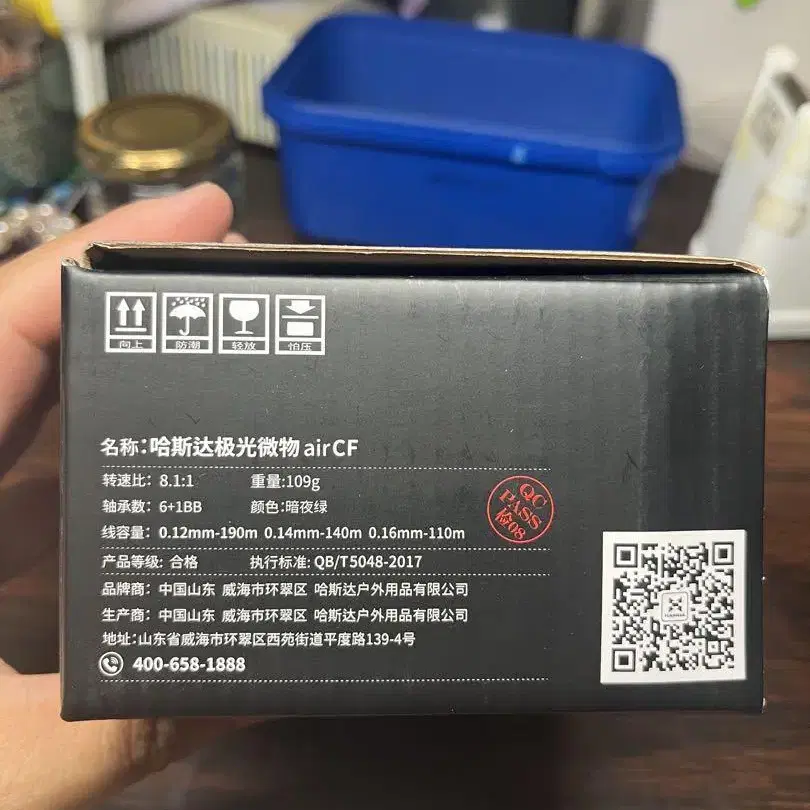 向上 防潮 轻放 怕压
名称：哈斯达极光微物 airCF
转速比： 8.1:1 重量:109g
轴承数： 6+1BB 颜色：暗夜绿
线容量： 0.12mm-190m 0.14mm-140m 0.16mm-110m
产品等级： 合格 执行标准: QB/T5048-2017
品牌商： 中国山东 威海市环翠区 哈斯达户外用品有限公司
生产商： 中国山东 威海市环翠区 哈斯达户外用品有限公司
地址：山东省威海市环翠区西苑街道平度路139-4号
400-658-1888
QC
PASS
检08